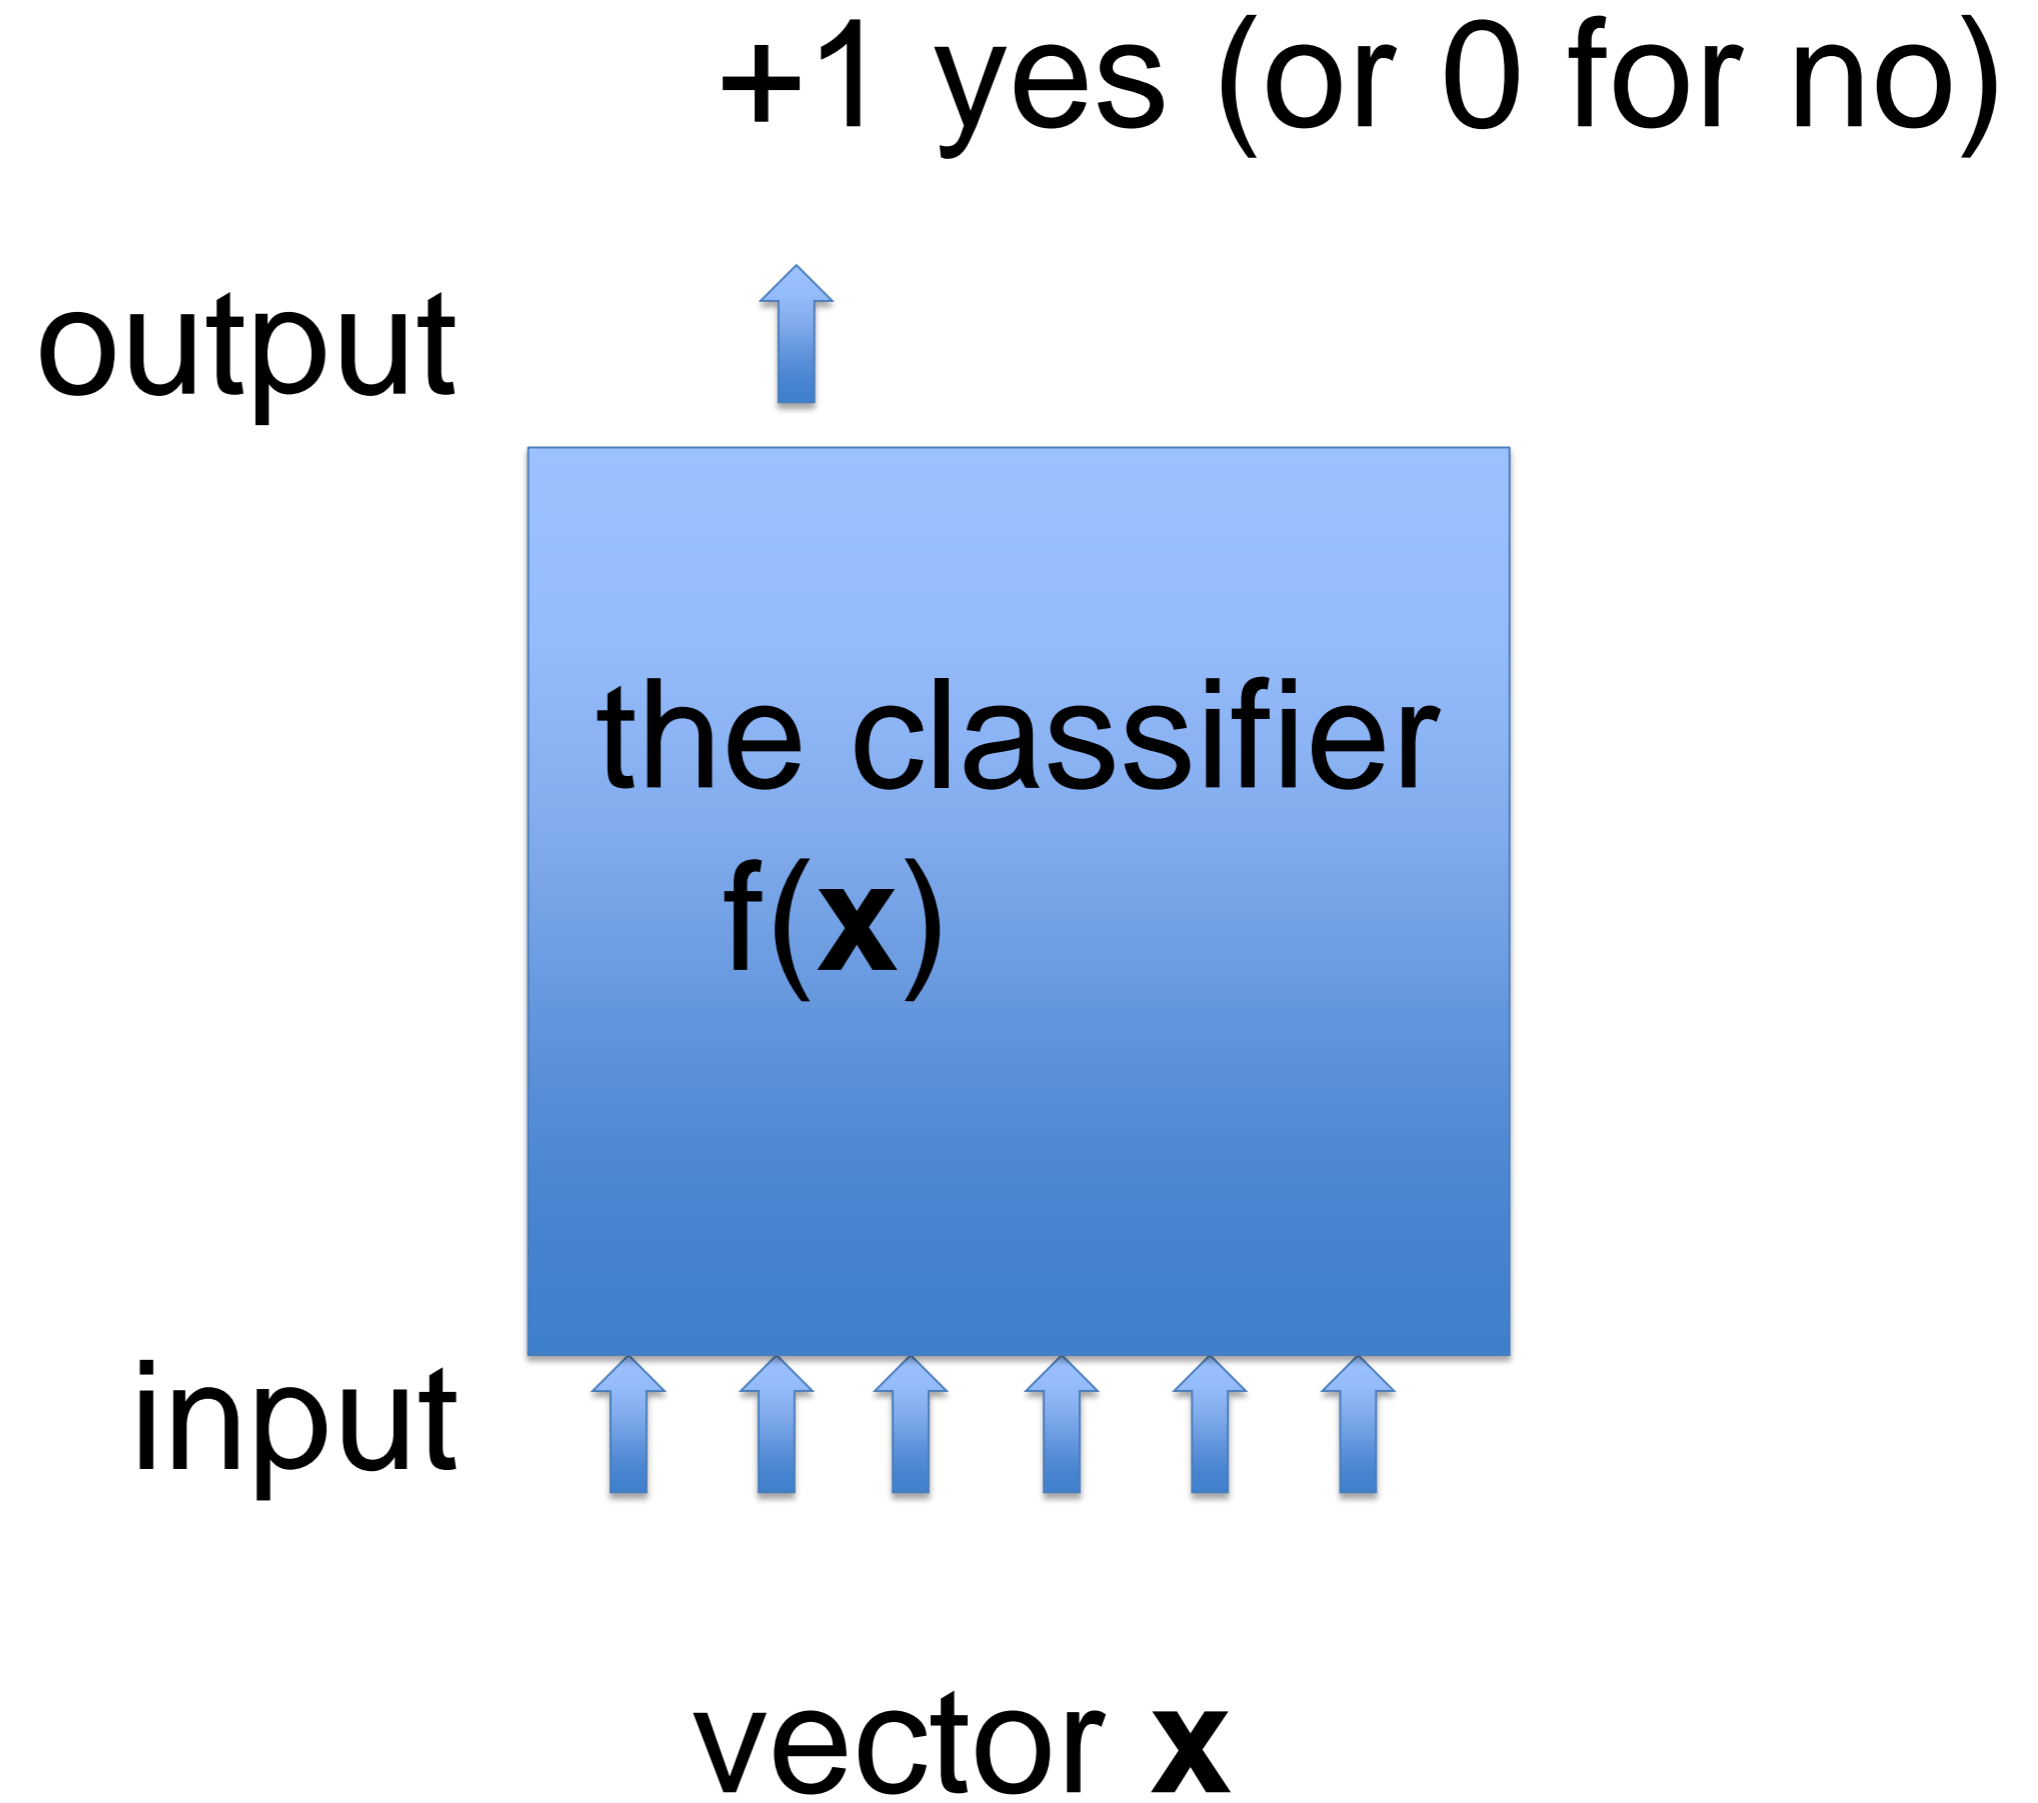 +1 yes (or 0 for no)
output
the classifier
f(x)
input
vector x